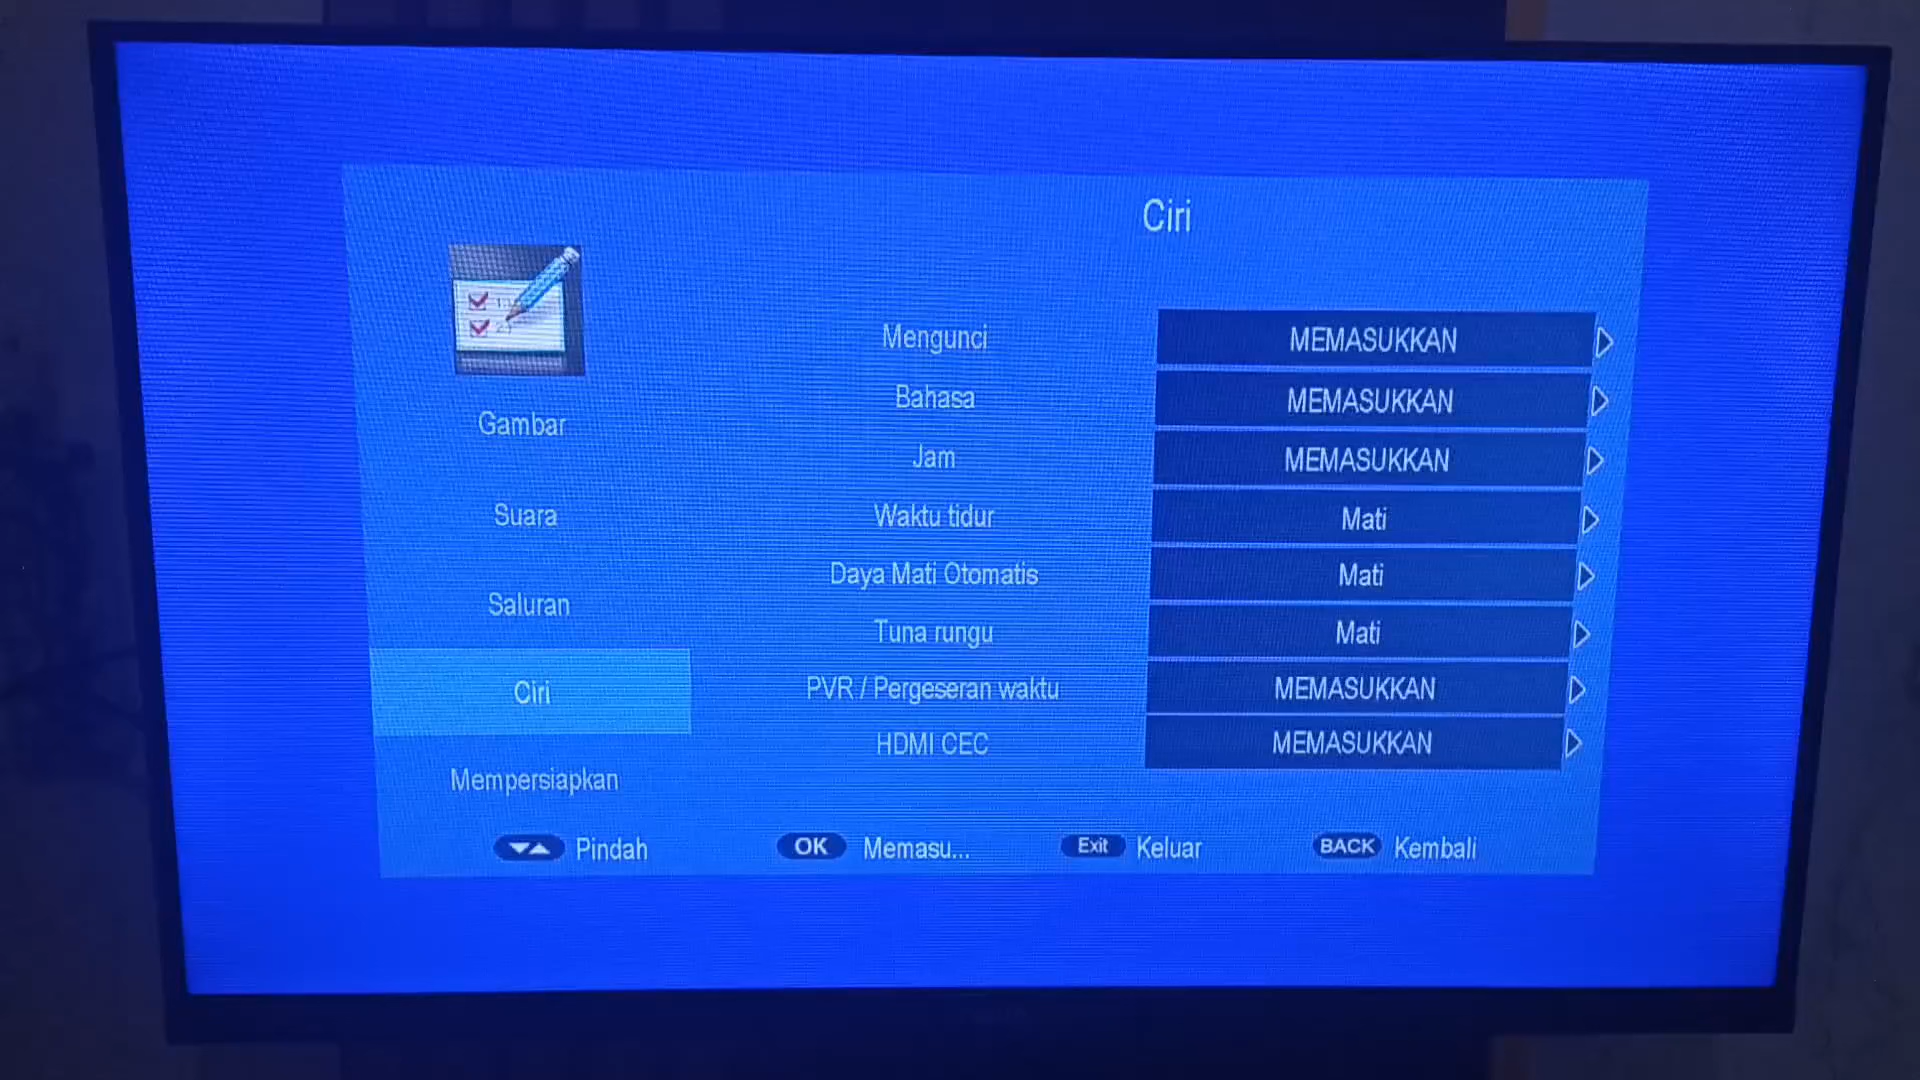 Ciri
Gambar
Suara
Saluran
Ciri
Mempersiapkan
Mengunci MEMASUKKAN
Bahasa MEMASUKKAN
Jam MEMASUKKAN
Waktu tidur Mati
Daya Mati Otomatis Mati
Tuna rungu Mati
PVR / Pergeseran waktu MEMASUKKAN
HDMI CEC MEMASUKKAN
Pindah OK Memasu... Exit Keluar BACK Kembali